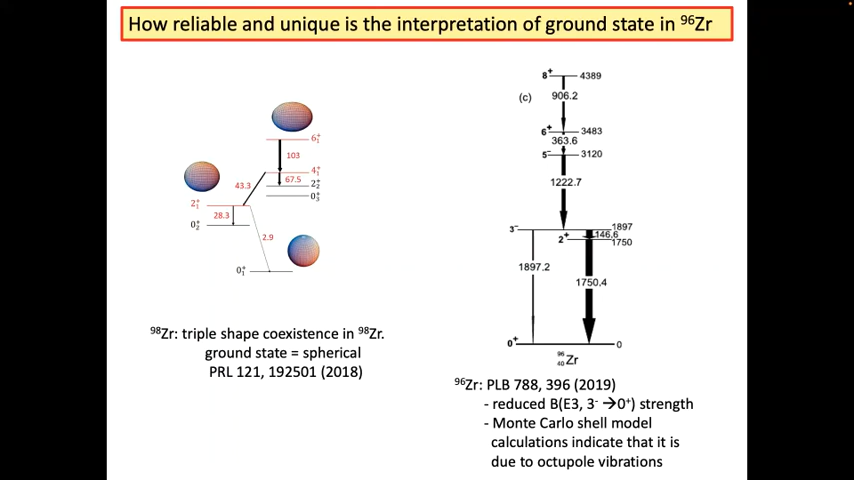 How reliable and unique is the interpretation of ground state in ⁹⁶Zr
6₁⁺
103
4₁⁺
67.5
2₂⁺
0₃⁺
43.3
2₁⁺
28.3
0₂⁺
2.9
0₁⁺
⁹⁸Zr: triple shape coexistence in ⁹⁸Zr.
ground state = spherical
PRL 121, 192501 (2018)
(c)
8⁺ 4389
906.2
6⁺ 3483
363.6
5⁻ 3120
1222.7
3⁻ 1897
146.6
2⁺ 1750
1897.2
1750.4
0⁺ 0
⁹⁶₄₀Zr
⁹⁶Zr: PLB 788, 396 (2019)
- reduced B(E3, 3⁻ →0⁺) strength
- Monte Carlo shell model
calculations indicate that it is
due to octupole vibrations